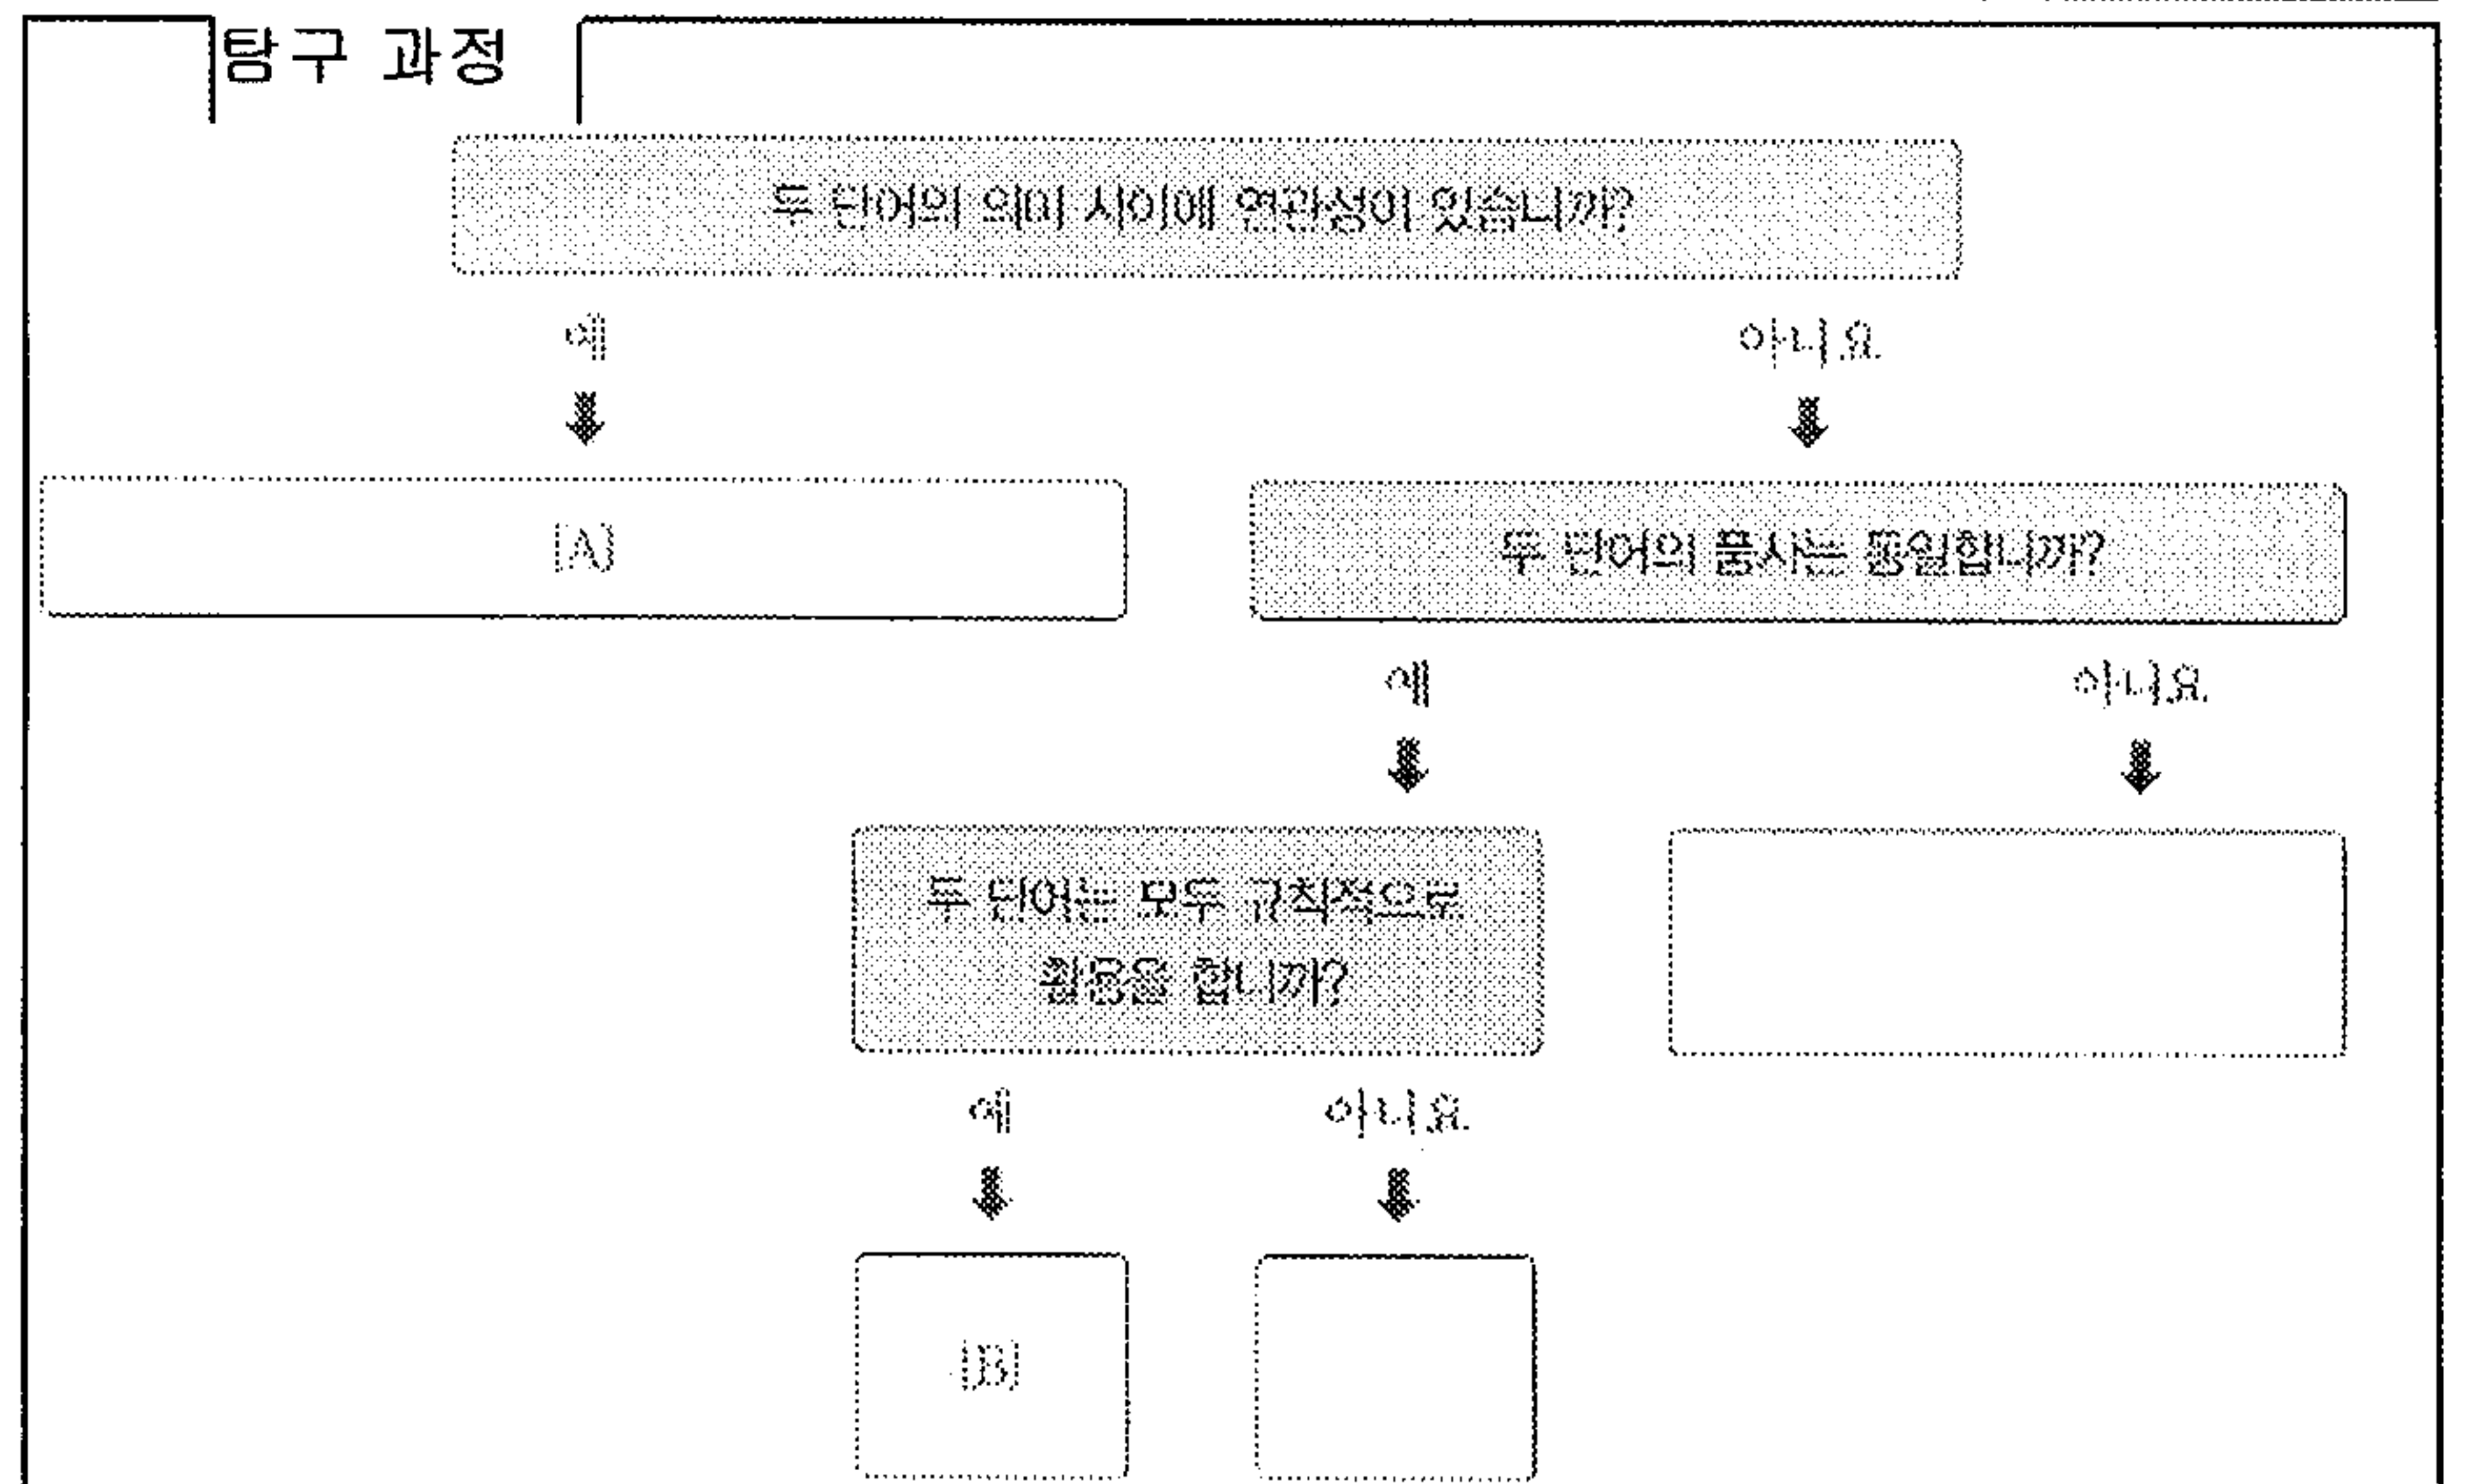 탐구 과정
두 단어의 의미 사이에 연관성이 있습니까?
예
아니요
[A]
두 단어의 품사는 동일합니까?
예
아니요
두 단어는 모두 규칙적으로
활용을 합니까?
예
아니요
[B]